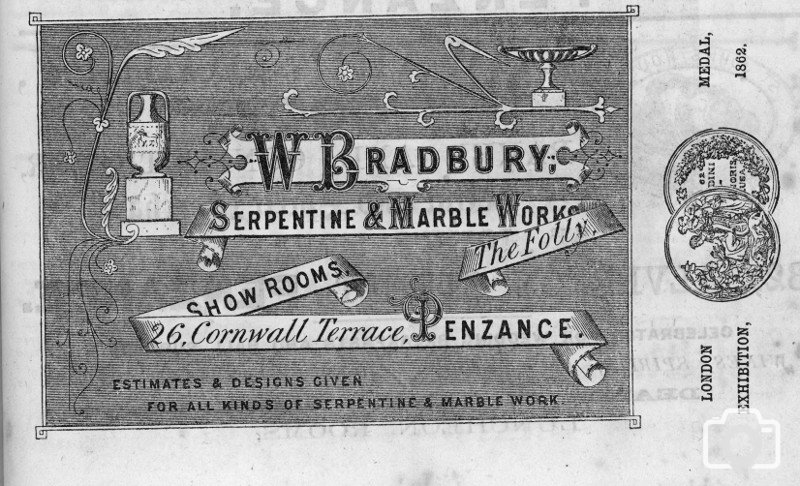 W Bradbury,
Serpentine & Marble Works
The Folly,
Show Rooms,
26, Cornwall Terrace, Penzance.
ESTIMATES & DESIGNS GIVEN
FOR ALL KINDS OF SERPENTINE & MARBLE WORK.
LONDON MEDAL,
EXHIBITION, 1862.